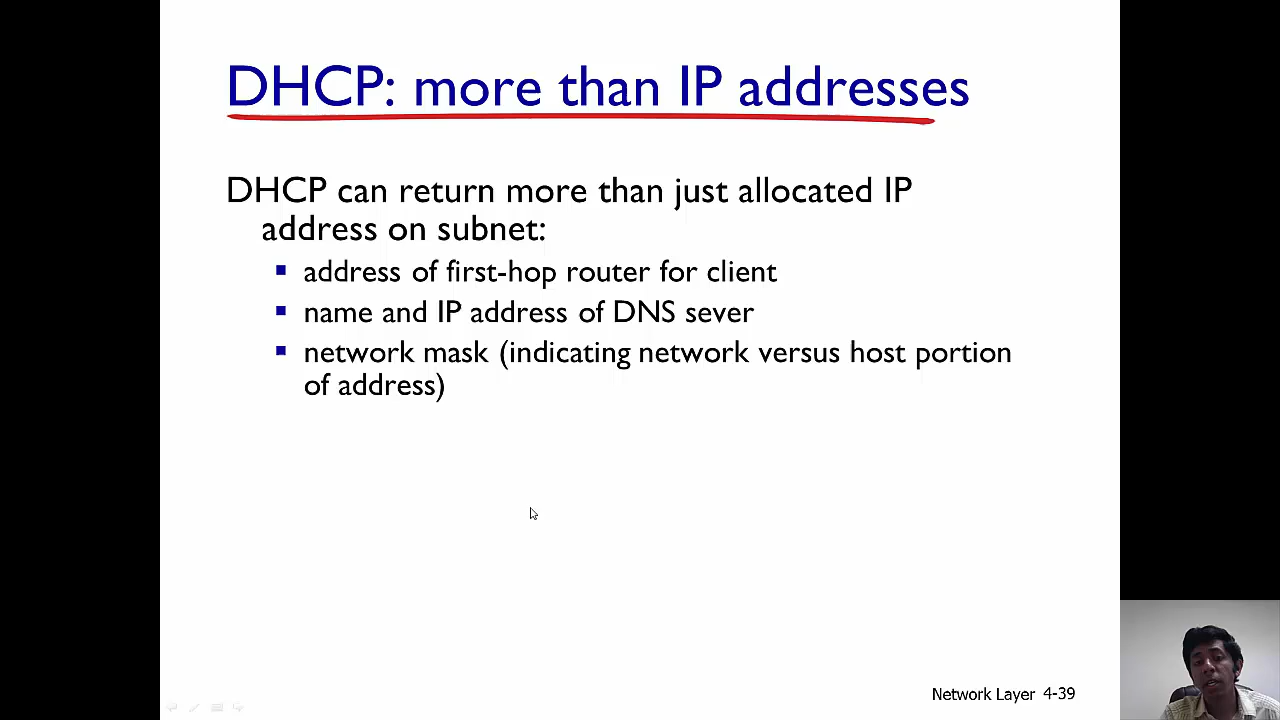 DHCP: more than IP addresses
DHCP can return more than just allocated IP
address on subnet:
▪ address of first-hop router for client
▪ name and IP address of DNS sever
▪ network mask (indicating network versus host portion
of address)
Network Layer 4-39